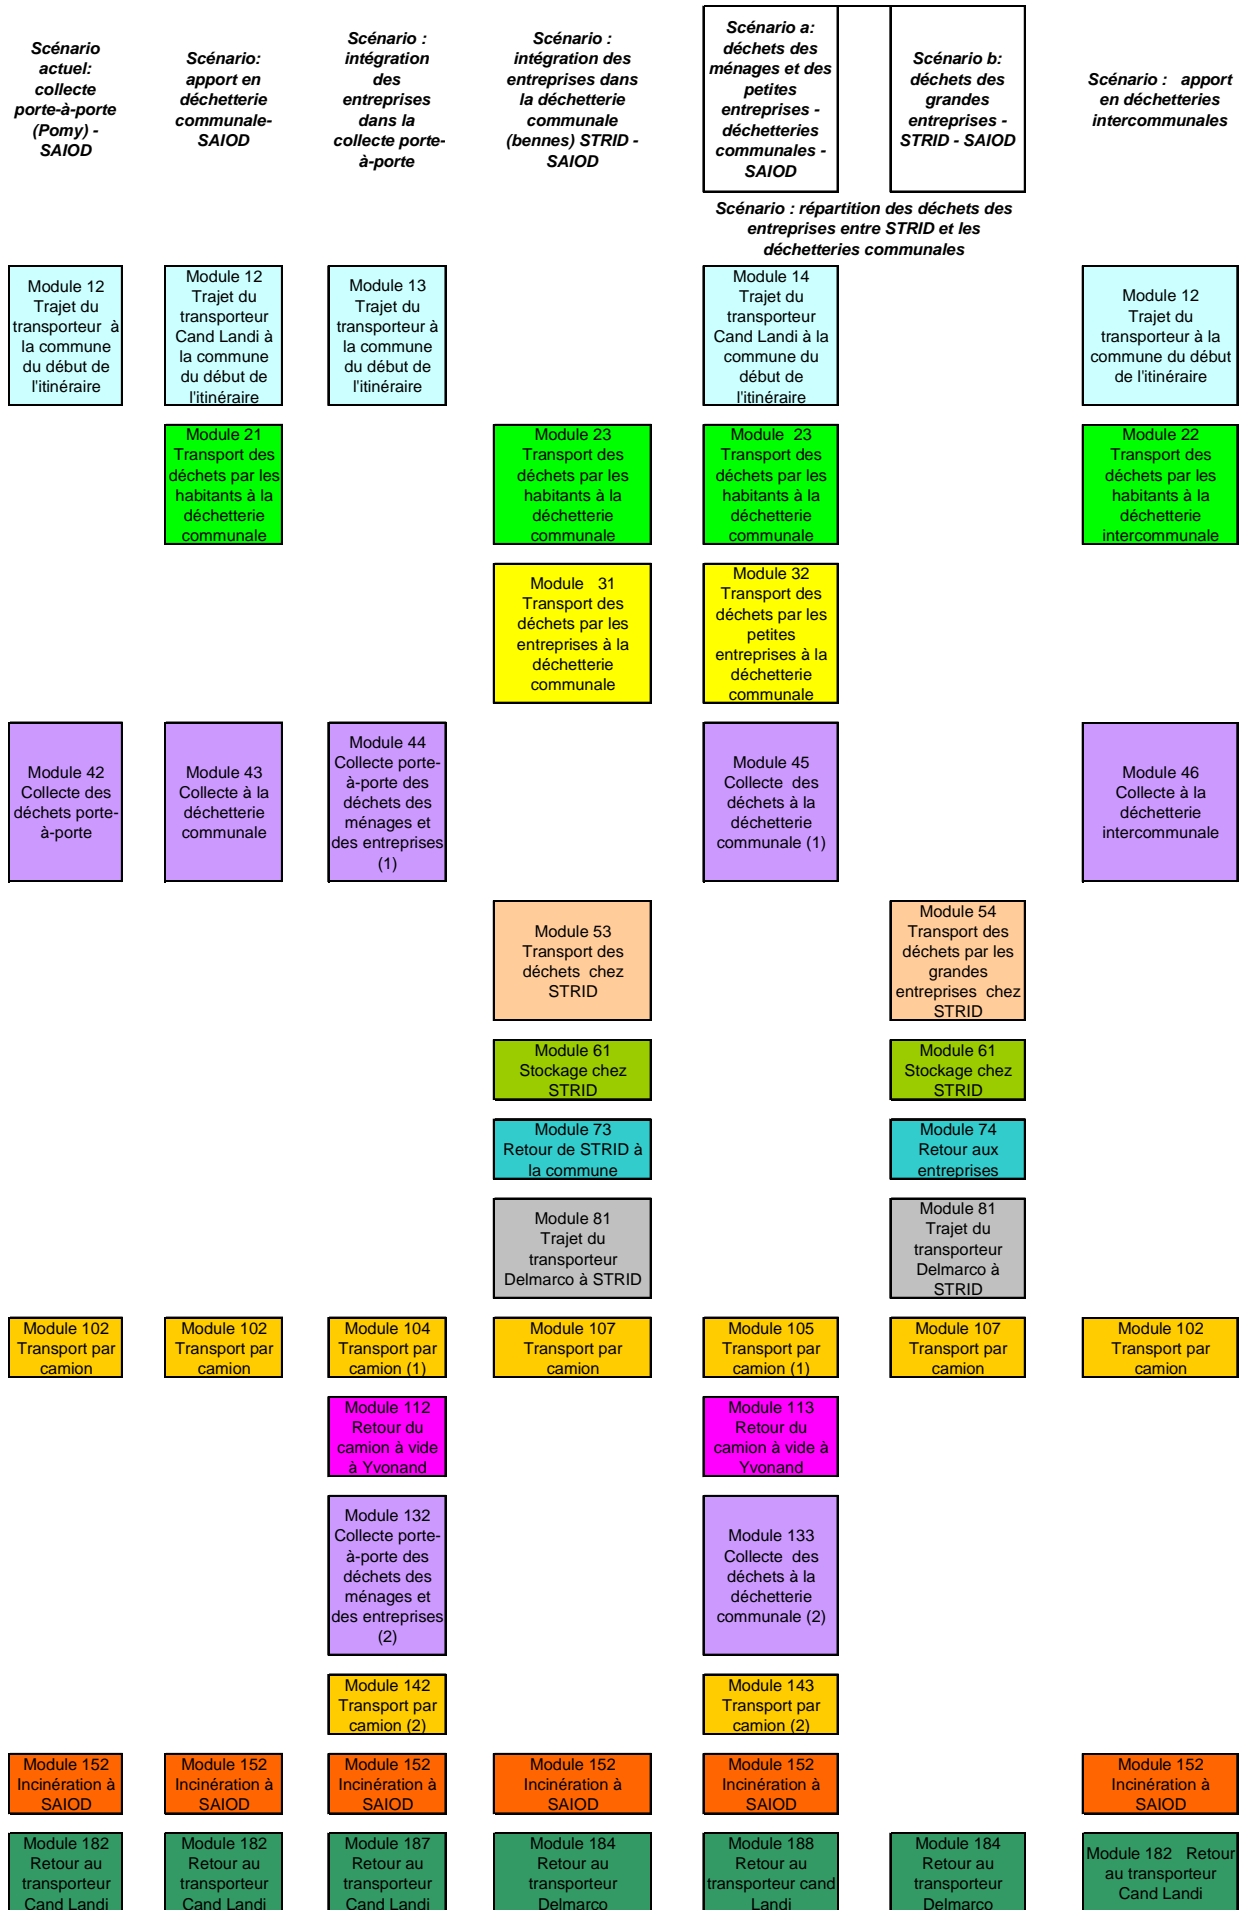 Scénario
actuel:
collecte
porte-à-porte
(Pomy) -
SAIOD
Scénario:
apport en
déchetterie
communale-
SAIOD
Scénario :
intégration
des
entreprises
dans la
collecte porte-
à-porte
Scénario :
intégration des
entreprises dans
la déchetterie
communale
(bennes) STRID -
SAIOD
Scénario a:
déchets des
ménages et des
petites
entreprises -
déchetteries
communales -
SAIOD
Scénario b:
déchets des
grandes
entreprises -
STRID - SAIOD
Scénario : apport
en déchetteries
intercommunales
Scénario : répartition des déchets des
entreprises entre STRID et les
déchetteries communales
Module 12
Trajet du
transporteur à
la commune
du début de
l'itinéraire
Module 12
Trajet du
transporteur
Cand Landi à
la commune
du début de
l'itinéraire
Module 13
Trajet du
transporteur à
la commune
du début de
l'itinéraire
Module 14
Trajet du
transporteur
Cand Landi à la
commune du
début de
l'itinéraire
Module 12
Trajet du
transporteur à la
commune du début
de l'itinéraire
Module 21
Transport des
déchets par les
habitants à la
déchetterie
communale
Module 23
Transport des
déchets par les
habitants à la
déchetterie
communale
Module 23
Transport des
déchets par les
habitants à la
déchetterie
communale
Module 22
Transport des
déchets par les
habitants à la
déchetterie
intercommunale
Module 31
Transport des
déchets par les
entreprises à la
déchetterie
communale
Module 32
Transport des
déchets par les
petites
entreprises à la
déchetterie
communale
Module 42
Collecte des
déchets porte-
à-porte
Module 43
Collecte à la
déchetterie
communale
Module 44
Collecte porte-
à-porte des
déchets des
ménages et
des entreprises
(1)
Module 45
Collecte des
déchets à la
déchetterie
communale (1)
Module 46
Collecte à la
déchetterie
intercommunale
Module 53
Transport des
déchets chez
STRID
Module 54
Transport des
déchets par les
grandes
entreprises chez
STRID
Module 61
Stockage chez
STRID
Module 61
Stockage chez
STRID
Module 73
Retour de STRID à
la commune
Module 74
Retour aux
entreprises
Module 81
Trajet du
transporteur
Delmarco à STRID
Module 81
Trajet du
transporteur
Delmarco à
STRID
Module 102
Transport par
camion
Module 102
Transport par
camion
Module 104
Transport par
camion (1)
Module 107
Transport par
camion
Module 105
Transport par
camion (1)
Module 107
Transport par
camion
Module 102
Transport par
camion
Module 112
Retour du
camion à vide
à Yvonand
Module 113
Retour du
camion à vide à
Yvonand
Module 132
Collecte porte-
à-porte des
déchets des
ménages et
des entreprises
(2)
Module 133
Collecte des
déchets à la
déchetterie
communale (2)
Module 142
Transport par
camion (2)
Module 143
Transport par
camion (2)
Module 152
Incinération à
SAIOD
Module 152
Incinération à
SAIOD
Module 152
Incinération à
SAIOD
Module 152
Incinération à
SAIOD
Module 152
Incinération à
SAIOD
Module 152
Incinération à
SAIOD
Module 182
Retour au
transporteur
Cand Landi
Module 182
Retour au
transporteur
Cand Landi
Module 187
Retour au
transporteur
Cand Landi
Module 184
Retour au
transporteur
Delmarco
Module 188
Retour au
transporteur cand
Landi
Module 184
Retour au
transporteur
Delmarco
Module 182 Retour
au transporteur
Cand Landi